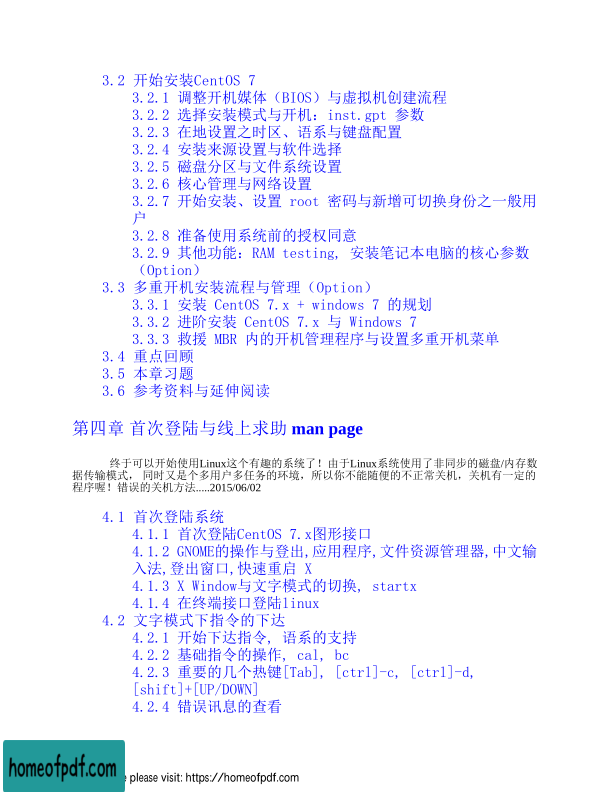 3.2 开始安装CentOS 7
3.2.1 调整开机媒体（BIOS）与虚拟机创建流程
3.2.2 选择安装模式与开机：inst.gpt 参数
3.2.3 在地设置之时区、语系与键盘配置
3.2.4 安装来源设置与软件选择
3.2.5 磁盘分区与文件系统设置
3.2.6 核心管理与网络设置
3.2.7 开始安装、设置 root 密码与新增可切换身份之一般用
户
3.2.8 准备使用系统前的授权同意
3.2.9 其他功能：RAM testing, 安装笔记本电脑的核心参数
（Option）
3.3 多重开机安装流程与管理（Option）
3.3.1 安装 CentOS 7.x + windows 7 的规划
3.3.2 进阶安装 CentOS 7.x 与 Windows 7
3.3.3 救援 MBR 内的开机管理程序与设置多重开机菜单
3.4 重点回顾
3.5 本章习题
3.6 参考资料与延伸阅读
第四章 首次登陆与线上求助 man page
终于可以开始使用Linux这个有趣的系统了！由于Linux系统使用了非同步的磁盘/内存数
据传输模式， 同时又是个多用户多任务的环境，所以你不能随便的不正常关机，关机有一定的
程序喔！错误的关机方法.....2015/06/02
4.1 首次登陆系统
4.1.1 首次登陆CentOS 7.x图形接口
4.1.2 GNOME的操作与登出,应用程序,文件资源管理器,中文输
入法,登出窗口,快速重启 X
4.1.3 X Window与文字模式的切换, startx
4.1.4 在终端接口登陆linux
4.2 文字模式下指令的下达
4.2.1 开始下达指令, 语系的支持
4.2.2 基础指令的操作, cal, bc
4.2.3 重要的几个热键[Tab], [ctrl]-c, [ctrl]-d,
[shift]+[UP/DOWN]
4.2.4 错误讯息的查看
homeofpdf.com
please visit: https://homeofpdf.com